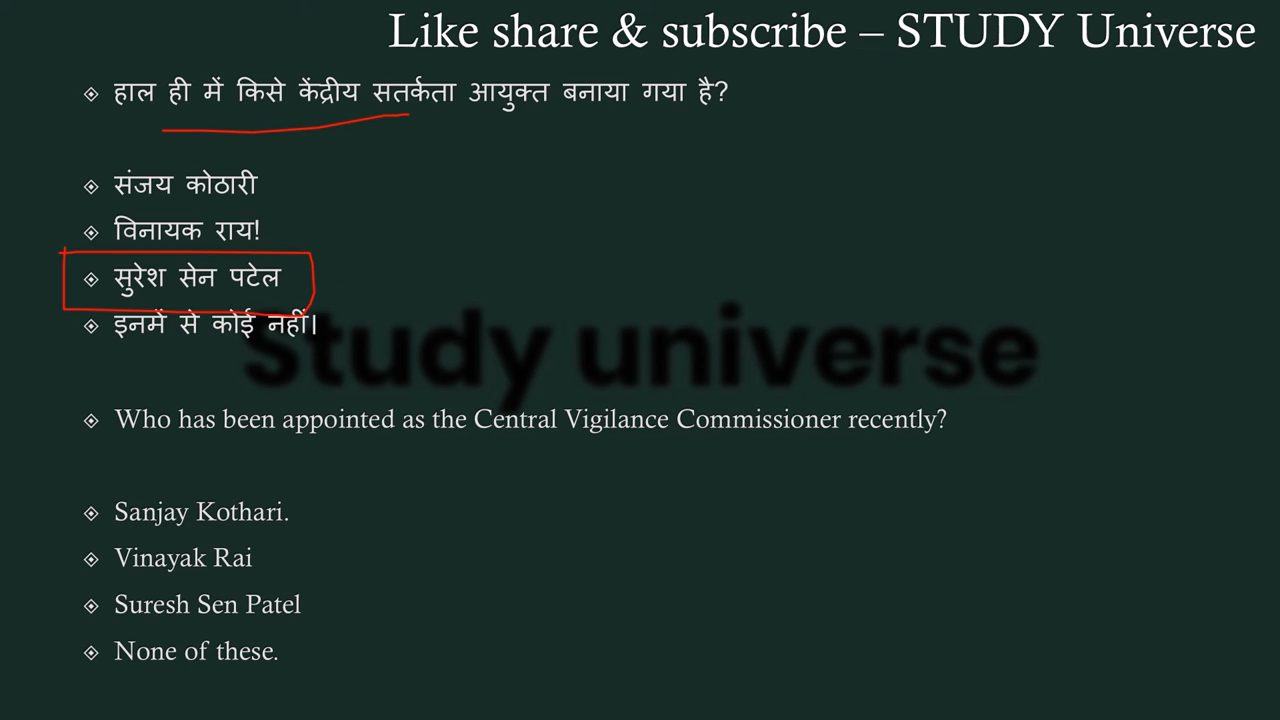 Like share & subscribe – STUDY Universe
हाल ही में किसे केंद्रीय सतर्कता आयुक्त बनाया गया है?
संजय कोठारी
विनायक राय!
सुरेश सेन पटेल
इनमें से कोई नहीं।
Study universe
Who has been appointed as the Central Vigilance Commissioner recently?
Sanjay Kothari.
Vinayak Rai
Suresh Sen Patel
None of these.